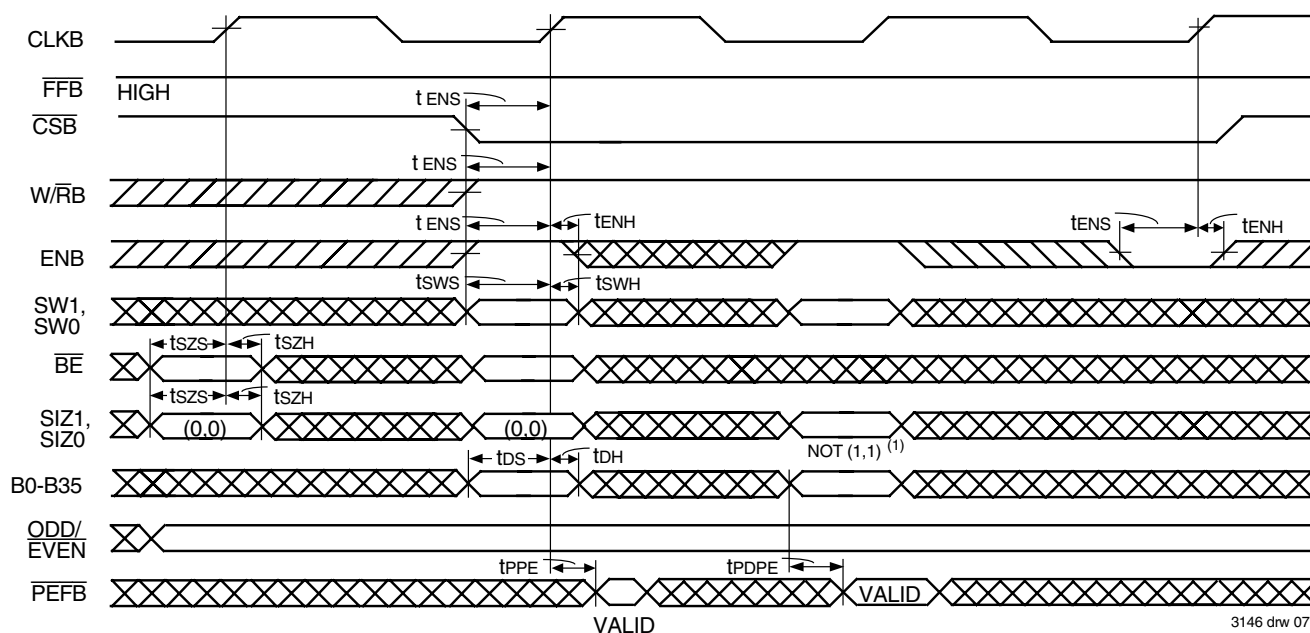 CLKB
FFB
HIGH
t ENS
CSB
t ENS
W/RB
t ENS
tENH
tENS
tENH
ENB
tSWS
tSWH
SW1,
SW0
tSZS
tSZH
BE
tSZS
tSZH
SIZ1,
SIZ0
(0,0)
(0,0)
NOT (1,1) (1)
tDS
tDH
B0-B35
ODD/
EVEN
tPPE
tPDPE
PEFB
VALID
VALID
3146 drw 07